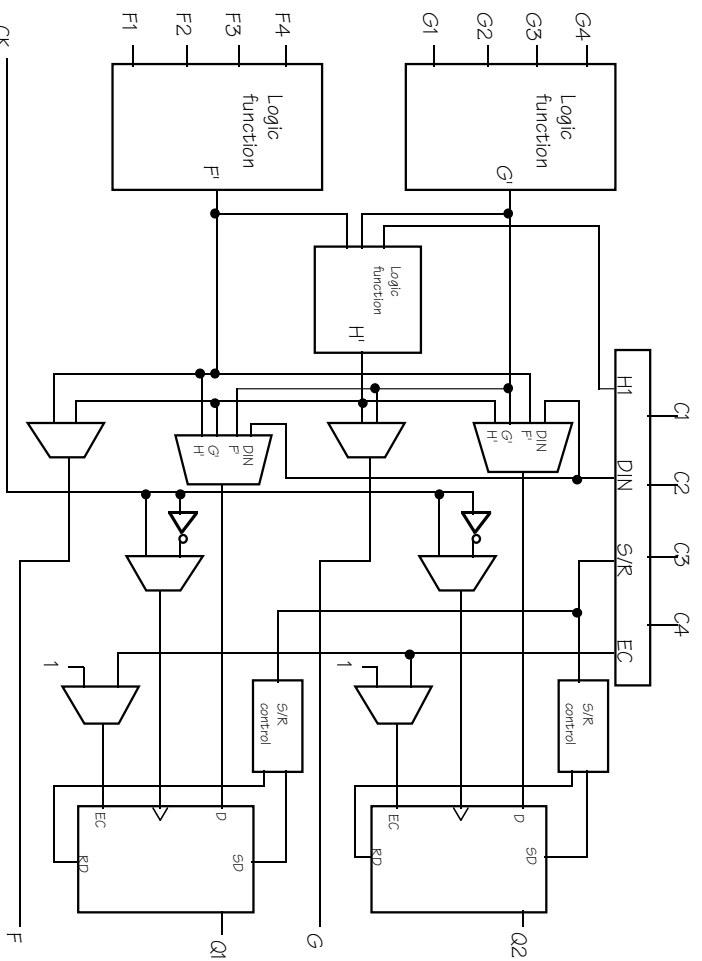 C1
C2
C3
C4
H1
DIN
S/R
EC
G4
G3
G2
G1
Logic
function
G'
F4
F3
F2
F1
Logic
function
F'
Logic
function
H'
DIN
F'
G'
H'
DIN
F'
G'
H'
S/R
control
S/R
control
1
1
SD
D
EC
RD
Q2
SD
D
EC
RD
Q1
G
F
CK